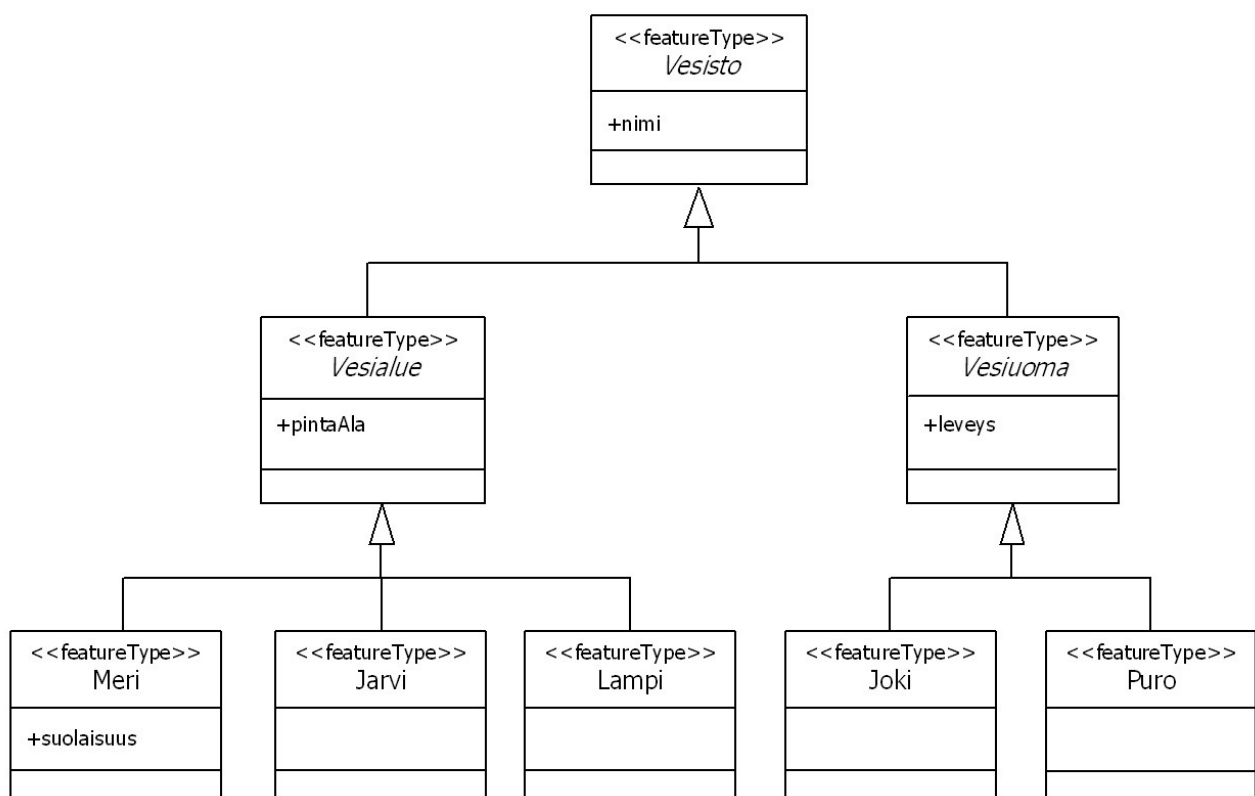 <<featureType>>
Vesisto
+nimi
<<featureType>>
Vesialue
+pintaAla
<<featureType>>
Vesiuoma
+leveys
<<featureType>>
Meri
+suolaisuus
<<featureType>>
Jarvi
<<featureType>>
Lampi
<<featureType>>
Joki
<<featureType>>
Puro